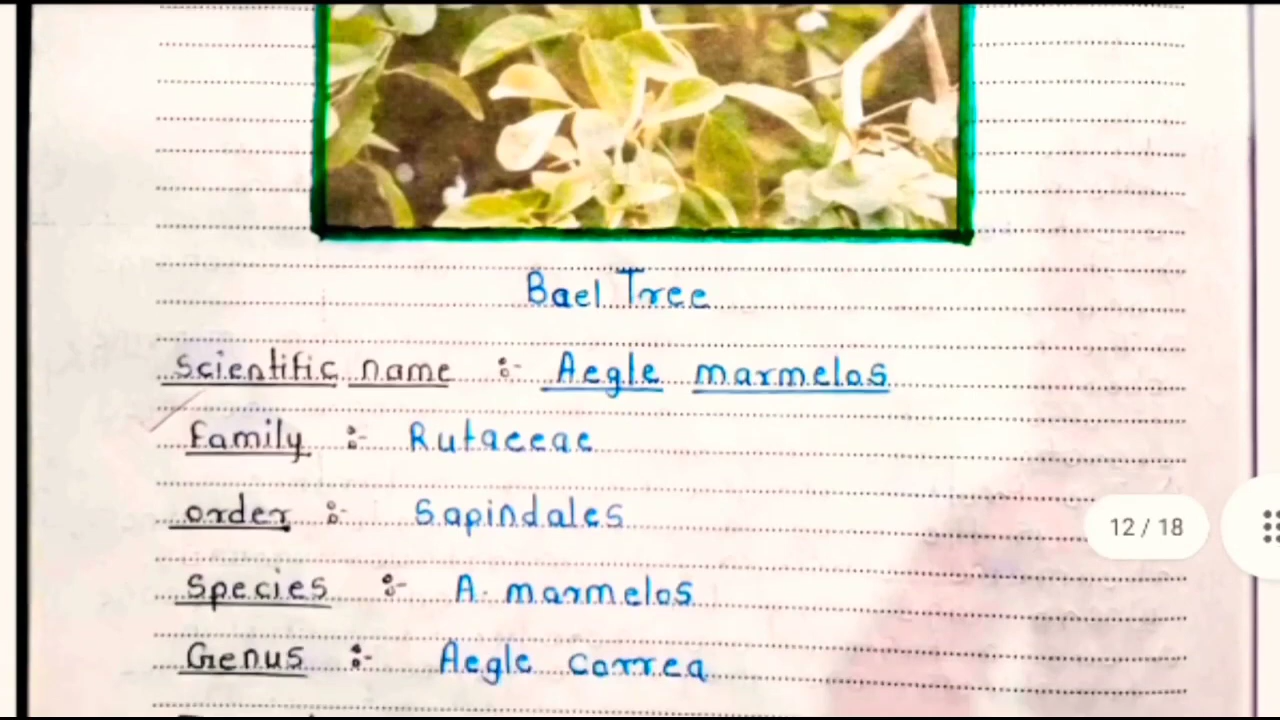 Bael Tree
Scientific name :- Aegle marmelos
Family :- Rutaceae
order :- Sapindales
Species :- A. marmelos
Genus :- Aegle correa
12 / 18